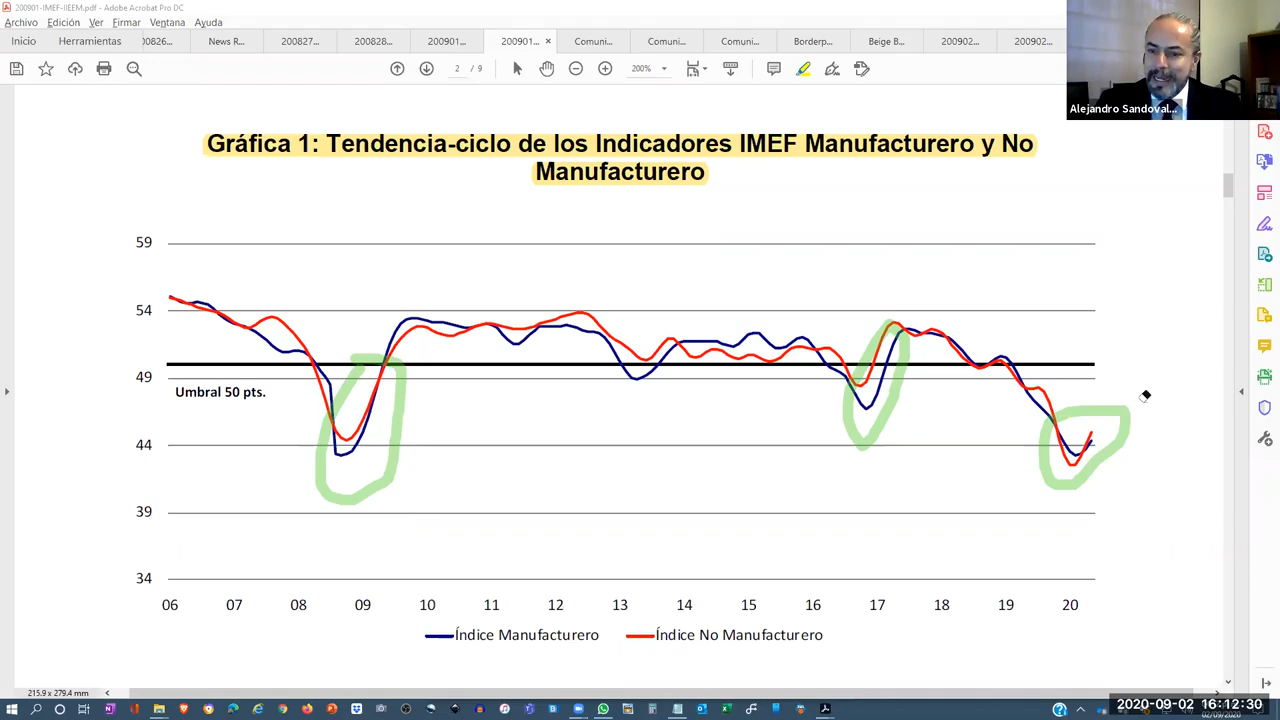 200901-IMEF-IIEEM.pdf - Adobe Acrobat Pro DC
Archivo Edición Ver Firmar Ventana Ayuda
Inicio Herramientas 00826... News R... 200827... 200828... 200901... 200901... × Comuni... Comuni... Comuni... Borderp... Beige B... 200902... 200902...
2 / 9 200%
Alejandro Sandoval...
Gráfica 1: Tendencia-ciclo de los Indicadores IMEF Manufacturero y No
Manufacturero
59
54
49
Umbral 50 pts.
44
39
34
06 07 08 09 10 11 12 13 14 15 16 17 18 19 20
Índice Manufacturero Índice No Manufacturero
215.9 x 279.4 mm
2020-09-02 16:12:30
02/09/2020